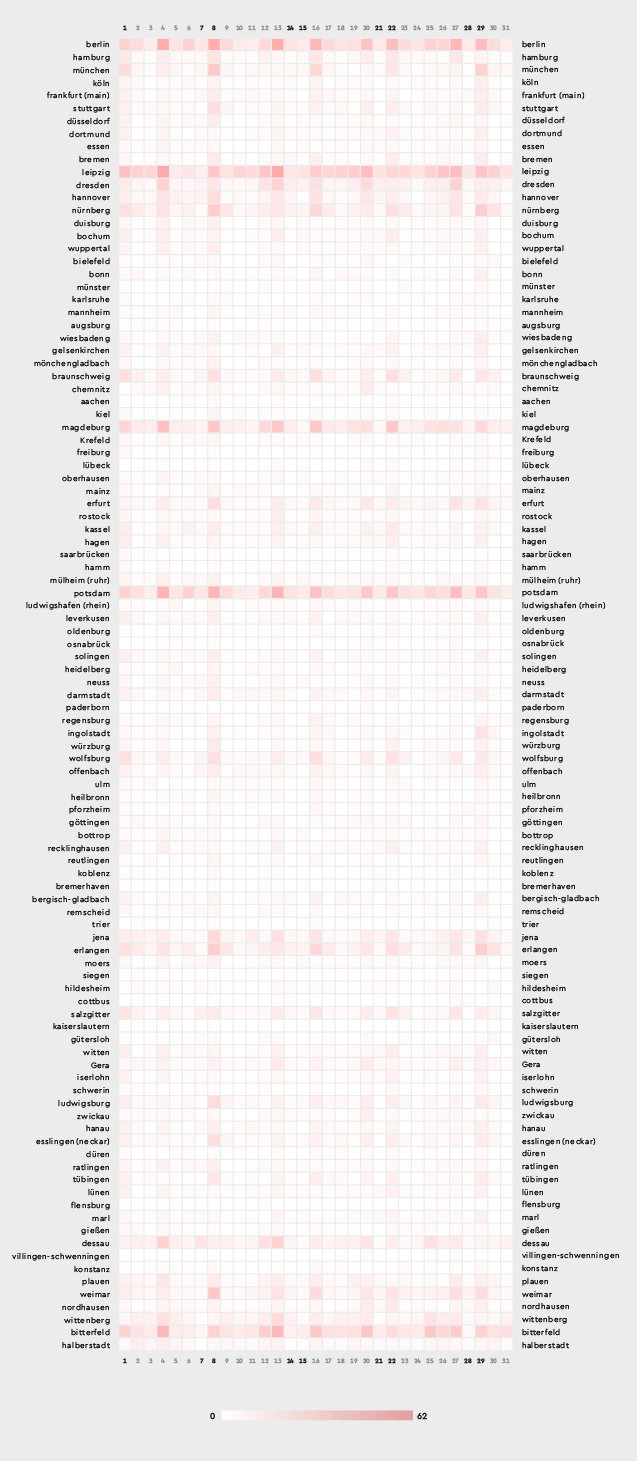 1 2 3 4 5 6 7 8 9 10 11 12 13 14 15 16 17 18 19 20 21 22 23 24 25 26 27 28 29 30 31
berlin berlin
hamburg hamburg
münchen münchen
köln köln
frankfurt (main) frankfurt (main)
stuttgart stuttgart
düsseldorf düsseldorf
dortmund dortmund
essen essen
bremen bremen
leipzig leipzig
dresden dresden
hannover hannover
nürnberg nürnberg
duisburg duisburg
bochum bochum
wuppertal wuppertal
bielefeld bielefeld
bonn bonn
münster münster
karlsruhe karlsruhe
mannheim mannheim
augsburg augsburg
wiesbadeng wiesbadeng
gelsenkirchen gelsenkirchen
mönchengladbach mönchengladbach
braunschweig braunschweig
chemnitz chemnitz
aachen aachen
kiel kiel
magdeburg magdeburg
Krefeld Krefeld
freiburg freiburg
lübeck lübeck
oberhausen oberhausen
mainz mainz
erfurt erfurt
rostock rostock
kassel kassel
hagen hagen
saarbrücken saarbrücken
hamm hamm
mülheim (ruhr) mülheim (ruhr)
potsdam potsdam
ludwigshafen (rhein) ludwigshafen (rhein)
leverkusen leverkusen
oldenburg oldenburg
osnabrück osnabrück
solingen solingen
heidelberg heidelberg
neuss neuss
darmstadt darmstadt
paderborn paderborn
regensburg regensburg
ingolstadt ingolstadt
würzburg würzburg
wolfsburg wolfsburg
offenbach offenbach
ulm ulm
heilbronn heilbronn
pforzheim pforzheim
göttingen göttingen
bottrop bottrop
recklinghausen recklinghausen
reutlingen reutlingen
koblenz koblenz
bremerhaven bremerhaven
bergisch-gladbach bergisch-gladbach
remscheid remscheid
trier trier
jena jena
erlangen erlangen
moers moers
siegen siegen
hildesheim hildesheim
cottbus cottbus
salzgitter salzgitter
kaiserslautern kaiserslautern
gütersloh gütersloh
witten witten
Gera Gera
iserlohn iserlohn
schwerin schwerin
ludwigsburg ludwigsburg
zwickau zwickau
hanau hanau
esslingen (neckar) esslingen (neckar)
düren düren
ratlingen ratlingen
tübingen tübingen
lünen lünen
flensburg flensburg
marl marl
gießen gießen
dessau dessau
villingen-schwenningen villingen-schwenningen
konstanz konstanz
plauen plauen
weimar weimar
nordhausen nordhausen
wittenberg wittenberg
bitterfeld bitterfeld
halberstadt halberstadt
1 2 3 4 5 6 7 8 9 10 11 12 13 14 15 16 17 18 19 20 21 22 23 24 25 26 27 28 29 30 31
0 62